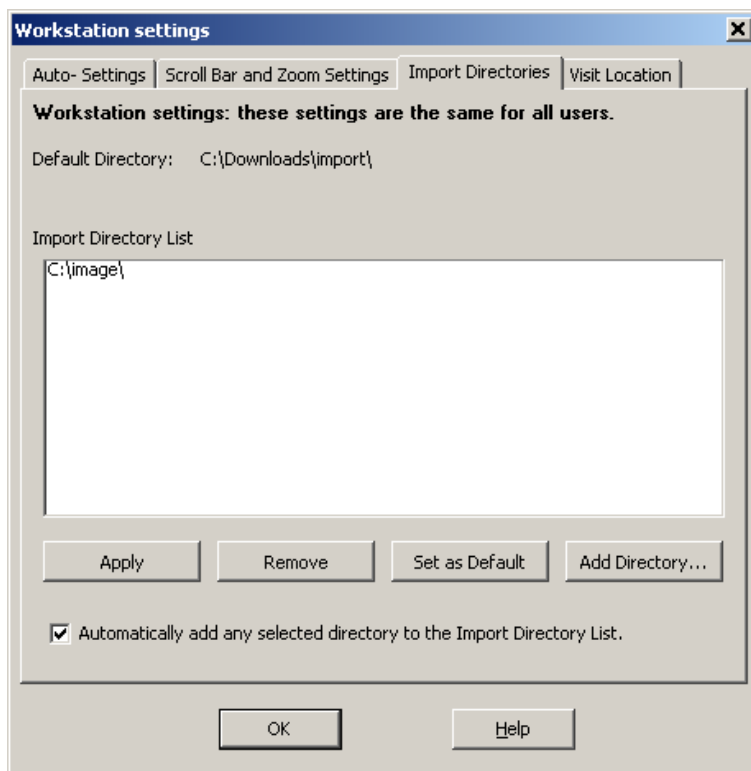 Workstation settings
Auto- Settings Scroll Bar and Zoom Settings Import Directories Visit Location
Workstation settings: these settings are the same for all users.
Default Directory: C:\Downloads\import\
Import Directory List
C:\image\
Apply Remove Set as Default Add Directory...
Automatically add any selected directory to the Import Directory List.
OK Help